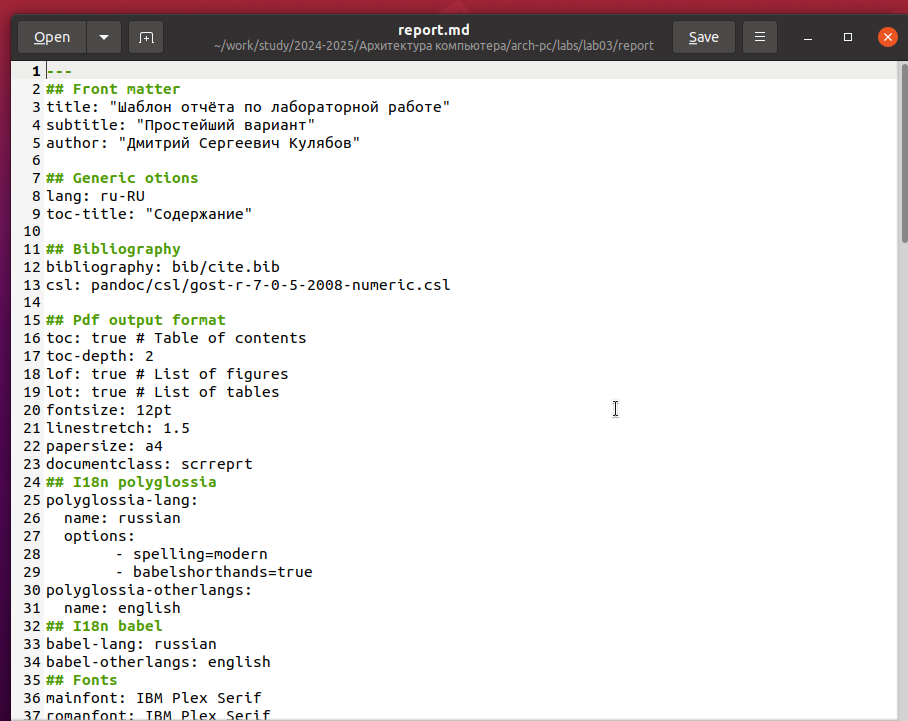 Open
report.md
~/work/study/2024-2025/Архитектура компьютера/arch-pc/labs/lab03/report
Save
1 ---
2 ## Front matter
3 title: "Шаблон отчёта по лабораторной работе"
4 subtitle: "Простейший вариант"
5 author: "Дмитрий Сергеевич Кулябов"
6
7 ## Generic otions
8 lang: ru-RU
9 toc-title: "Содержание"
10
11 ## Bibliography
12 bibliography: bib/cite.bib
13 csl: pandoc/csl/gost-r-7-0-5-2008-numeric.csl
14
15 ## Pdf output format
16 toc: true # Table of contents
17 toc-depth: 2
18 lof: true # List of figures
19 lot: true # List of tables
20 fontsize: 12pt
21 linestretch: 1.5
22 papersize: a4
23 documentclass: scrreprt
24 ## I18n polyglossia
25 polyglossia-lang:
26   name: russian
27   options:
28         - spelling=modern
29         - babelshorthands=true
30 polyglossia-otherlangs:
31   name: english
32 ## I18n babel
33 babel-lang: russian
34 babel-otherlangs: english
35 ## Fonts
36 mainfont: IBM Plex Serif
37 romanfont: IBM Plex Serif